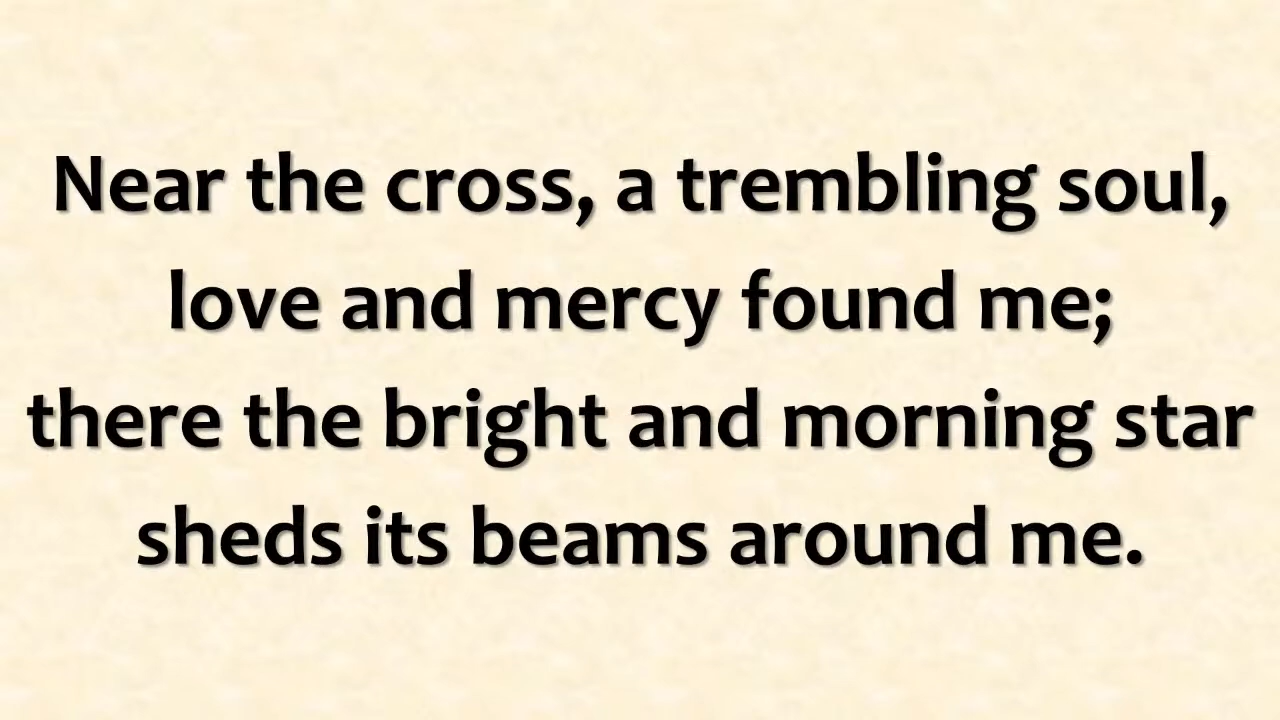 Near the cross, a trembling soul,
love and mercy found me;
there the bright and morning star
sheds its beams around me.